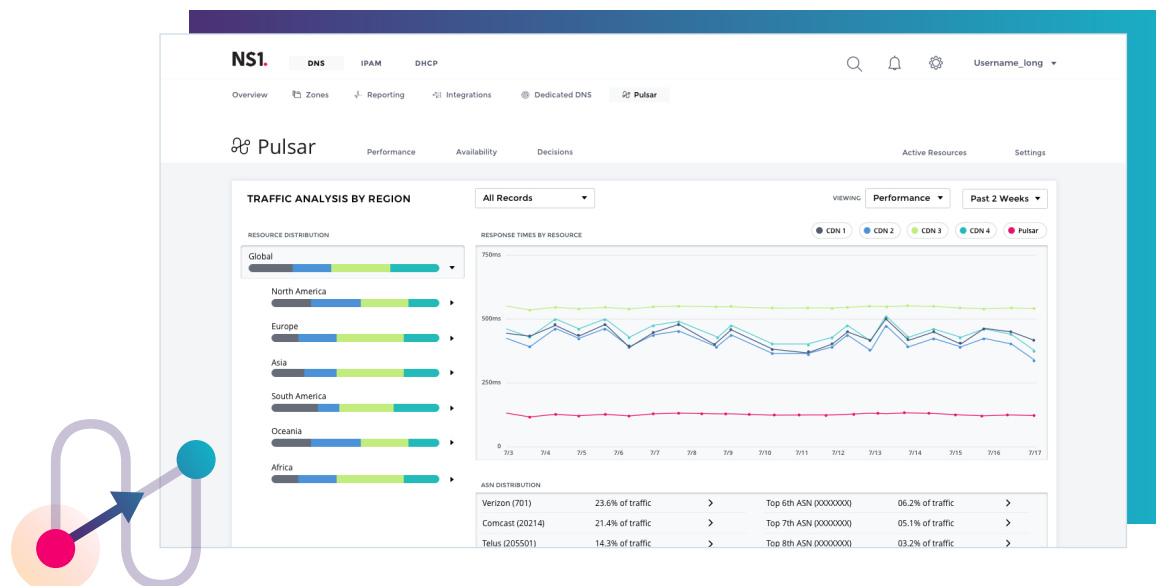 NS1. DNS IPAM DHCP Username_long
Overview Zones Reporting Integrations Dedicated DNS Pulsar
Pulsar Performance Availability Decisions Active Resources Settings
TRAFFIC ANALYSIS BY REGION All Records VIEWING Performance Past 2 Weeks
RESOURCE DISTRIBUTION RESPONSE TIMES BY RESOURCE CDN 1 CDN 2 CDN 3 CDN 4 Pulsar
Global
North America
Europe
Asia
South America
Oceania
Africa
750ms
500ms
250ms
0
7/3 7/4 7/5 7/6 7/7 7/8 7/9 7/10 7/11 7/12 7/13 7/14 7/15 7/16 7/17
ASN DISTRIBUTION
Verizon (701) 23.6% of traffic Top 6th ASN (XXXXXXX) 06.2% of traffic
Comcast (20214) 21.4% of traffic Top 7th ASN (XXXXXXX) 05.1% of traffic
Telus (205501) 14.3% of traffic Top 8th ASN (XXXXXXX) 03.2% of traffic